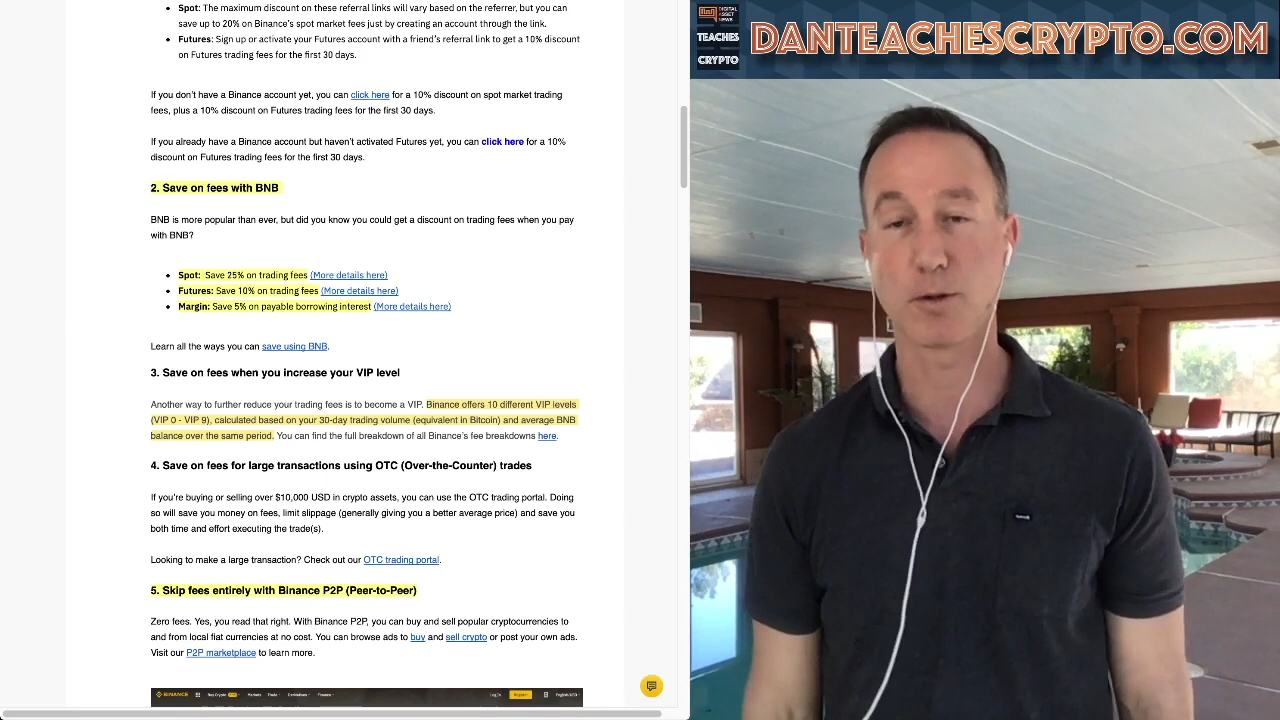 Spot: The maximum discount on these referral links will vary based on the referrer, but you can
save up to 20% on Binance's spot market fees just by creating an account through the link.
Futures: Sign up or activate your Futures account with a friend's referral link to get a 10% discount
on Futures trading fees for the first 30 days.
If you don't have a Binance account yet, you can click here for a 10% discount on spot market trading
fees, plus a 10% discount on Futures trading fees for the first 30 days.
If you already have a Binance account but haven't activated Futures yet, you can click here for a 10%
discount on Futures trading fees for the first 30 days.
2. Save on fees with BNB
BNB is more popular than ever, but did you know you could get a discount on trading fees when you pay
with BNB?
Spot: Save 25% on trading fees (More details here)
Futures: Save 10% on trading fees (More details here)
Margin: Save 5% on payable borrowing interest (More details here)
Learn all the ways you can save using BNB.
3. Save on fees when you increase your VIP level
Another way to further reduce your trading fees is to become a VIP. Binance offers 10 different VIP levels
(VIP 0 - VIP 9), calculated based on your 30-day trading volume (equivalent in Bitcoin) and average BNB
balance over the same period. You can find the full breakdown of all Binance's fee breakdowns here.
4. Save on fees for large transactions using OTC (Over-the-Counter) trades
If you're buying or selling over $10,000 USD in crypto assets, you can use the OTC trading portal. Doing
so will save you money on fees, limit slippage (generally giving you a better average price) and save you
both time and effort executing the trade(s).
Looking to make a large transaction? Check out our OTC trading portal.
5. Skip fees entirely with Binance P2P (Peer-to-Peer)
Zero fees. Yes, you read that right. With Binance P2P, you can buy and sell popular cryptocurrencies to
and from local fiat currencies at no cost. You can browse ads to buy and sell crypto or post your own ads.
Visit our P2P marketplace to learn more.
BINANCE Buy Crypto Markets Trade Derivatives Finance Log In Register English/USD
DIGITAL
ASSET
NEWS
TEACHES
CRYPTO
DANTEACHESCRYPTO.COM